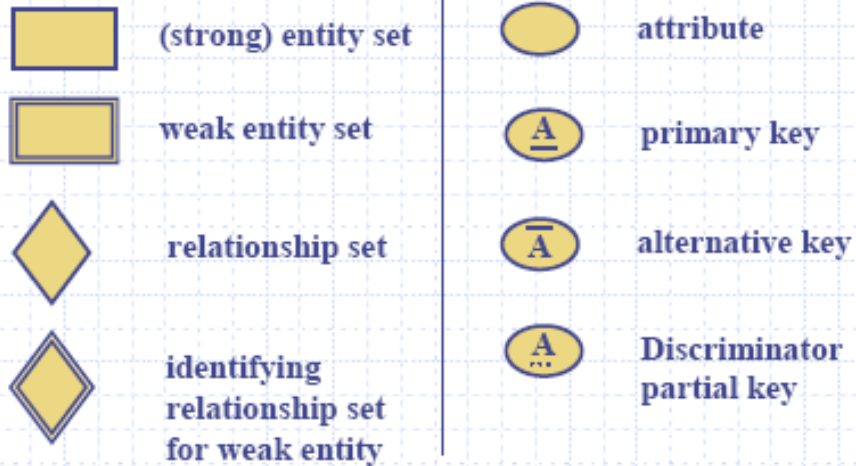 (strong) entity set
weak entity set
relationship set
identifying
relationship set
for weak entity
attribute
A
primary key
A
alternative key
A
Discriminator
partial key